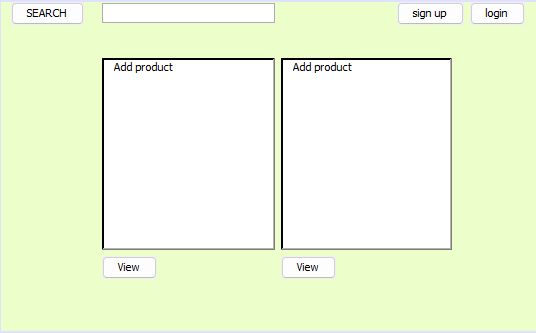 SEARCH
sign up
login
Add product
Add product
View
View